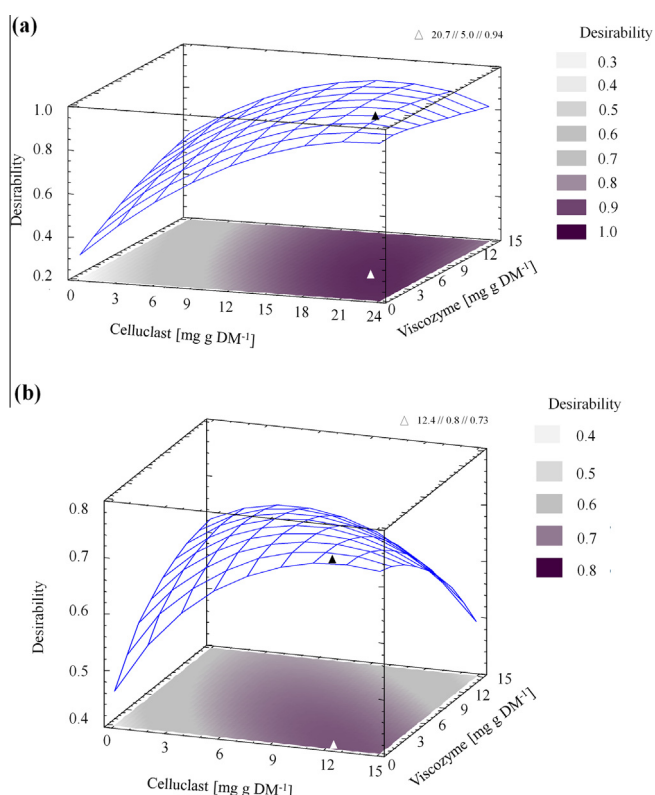 (a)
△ 20.7 // 5.0 // 0.94
Desirability
0.3
0.4
0.5
0.6
0.7
0.8
0.9
1.0
1.0
0.8
0.6
0.4
0.2
Desirability
0 3 6 9 12 15 18 21 24
Celluclast [mg g DM⁻¹]
0 3 6 9 12 15
Viscozyme [mg g DM⁻¹]
(b)
△ 12.4 // 0.8 // 0.73
Desirability
0.4
0.5
0.6
0.7
0.8
0.8
0.7
0.6
0.5
0.4
Desirability
0 3 6 9 12 15
Celluclast [mg g DM⁻¹]
0 3 6 9 12 15
Viscozyme [mg g DM⁻¹]